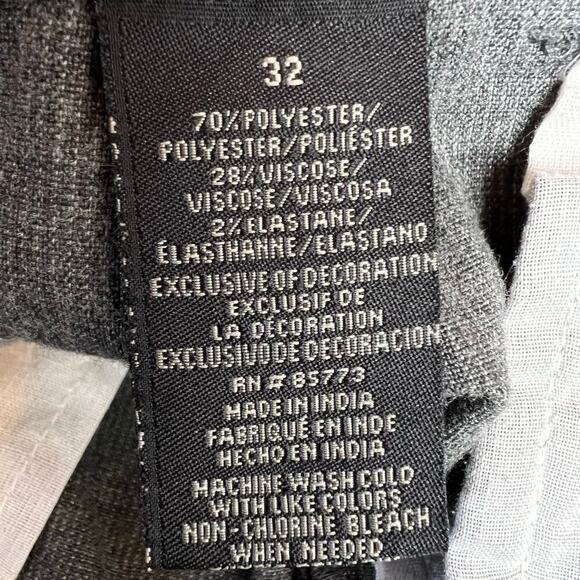 32
70% POLYESTER/
POLYESTER/POLIÉSTER
28% VISCOSE/
VISCOSE/VISCOSA
2% ELASTANE/
ÉLASTHANNE/ELASTANO
EXCLUSIVE OF DECORATION
EXCLUSIF DE
LA DÉCORATION
EXCLUSIVO DE DECORACION
RN # 85773
MADE IN INDIA
FABRIQUÉ EN INDE
HECHO EN INDIA
MACHINE WASH COLD
WITH LIKE COLORS
NON-CHLORINE BLEACH
WHEN NEEDED